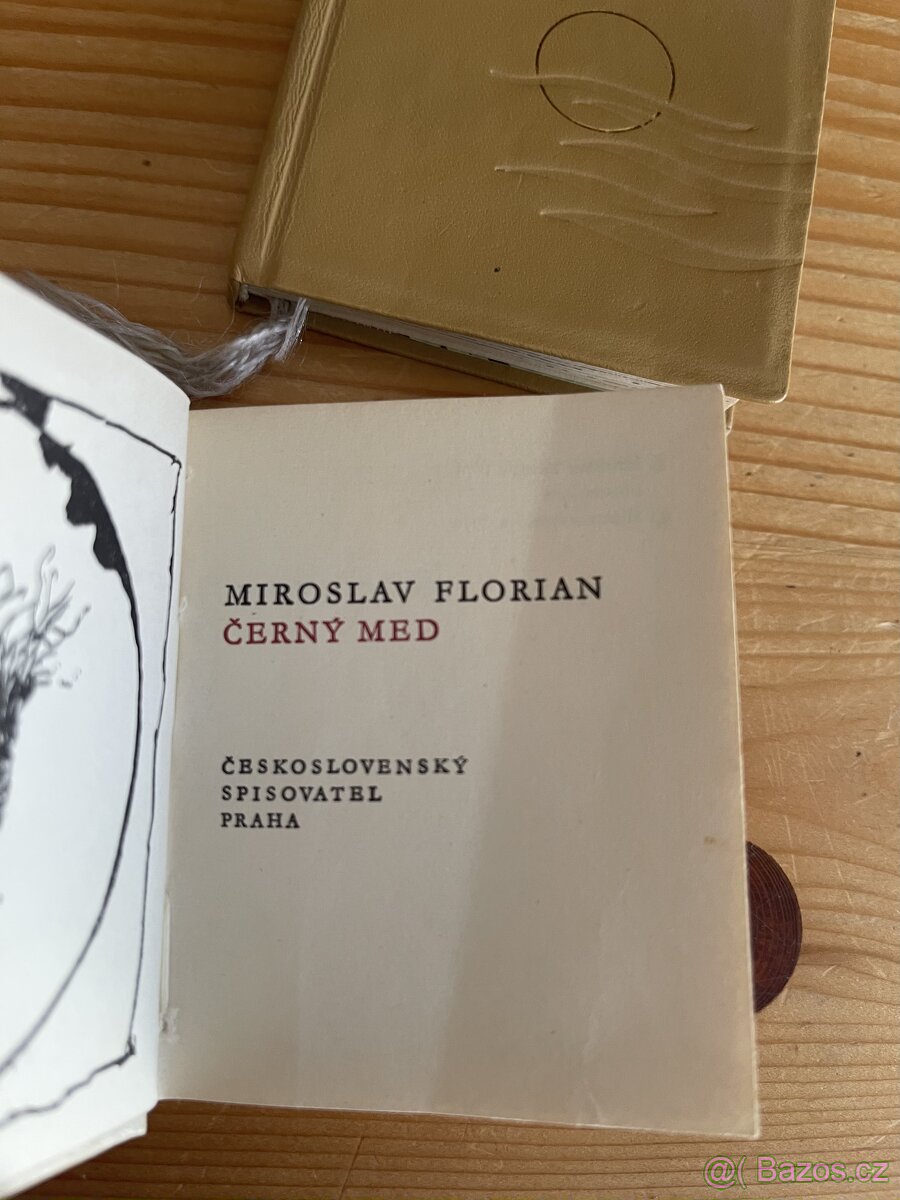 MIROSLAV FLORIAN
ČERNÝ MED
ČESKOSLOVENSKÝ
SPISOVATEL
PRAHA
@( Bazos.cz